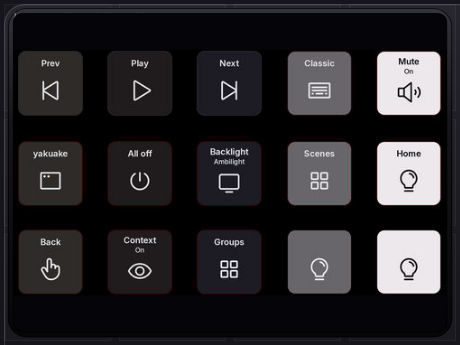 Prev
Play
Next
Classic
Mute
On
yakuake
All off
Backlight
Ambilight
Scenes
Home
Back
Context
On
Groups